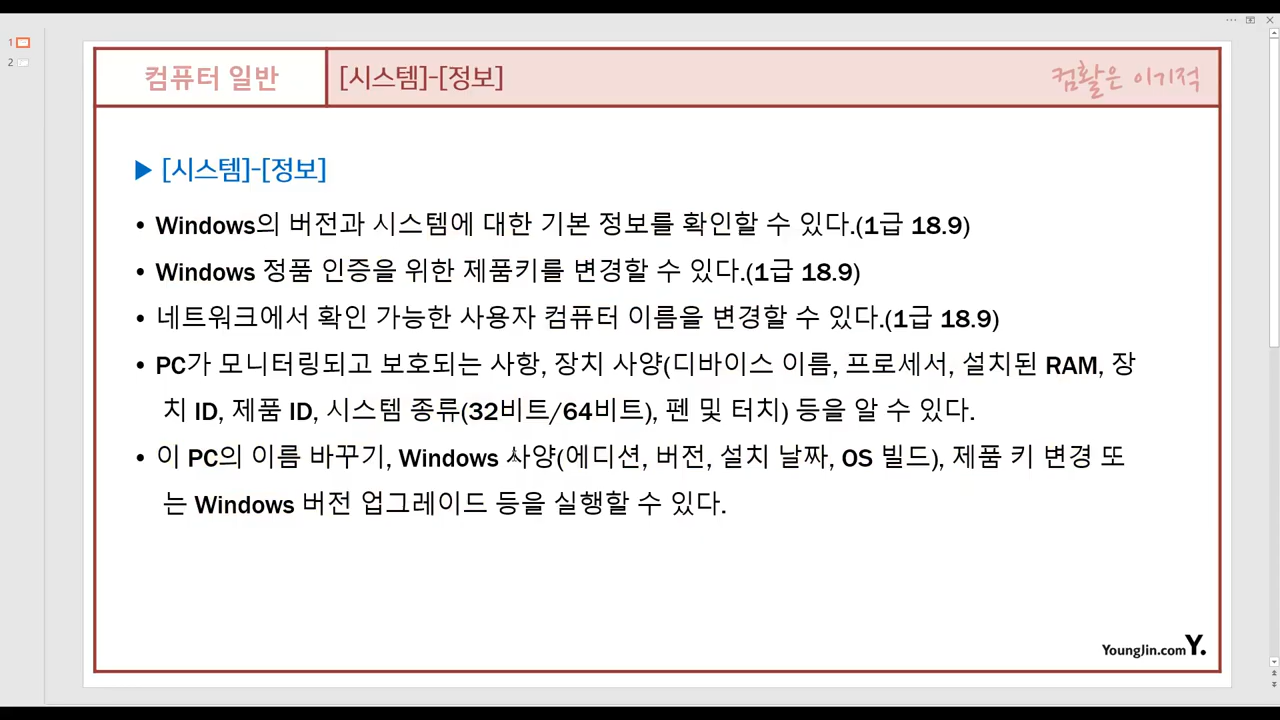 1
2
컴퓨터 일반
[시스템]-[정보]
컴활은 이기적
▶ [시스템]-[정보]
• Windows의 버전과 시스템에 대한 기본 정보를 확인할 수 있다.(1급 18.9)
• Windows 정품 인증을 위한 제품키를 변경할 수 있다.(1급 18.9)
• 네트워크에서 확인 가능한 사용자 컴퓨터 이름을 변경할 수 있다.(1급 18.9)
• PC가 모니터링되고 보호되는 사항, 장치 사양(디바이스 이름, 프로세서, 설치된 RAM, 장
치 ID, 제품 ID, 시스템 종류(32비트/64비트), 펜 및 터치) 등을 알 수 있다.
• 이 PC의 이름 바꾸기, Windows 사양(에디션, 버전, 설치 날짜, OS 빌드), 제품 키 변경 또
는 Windows 버전 업그레이드 등을 실행할 수 있다.
YoungJin.com Y.